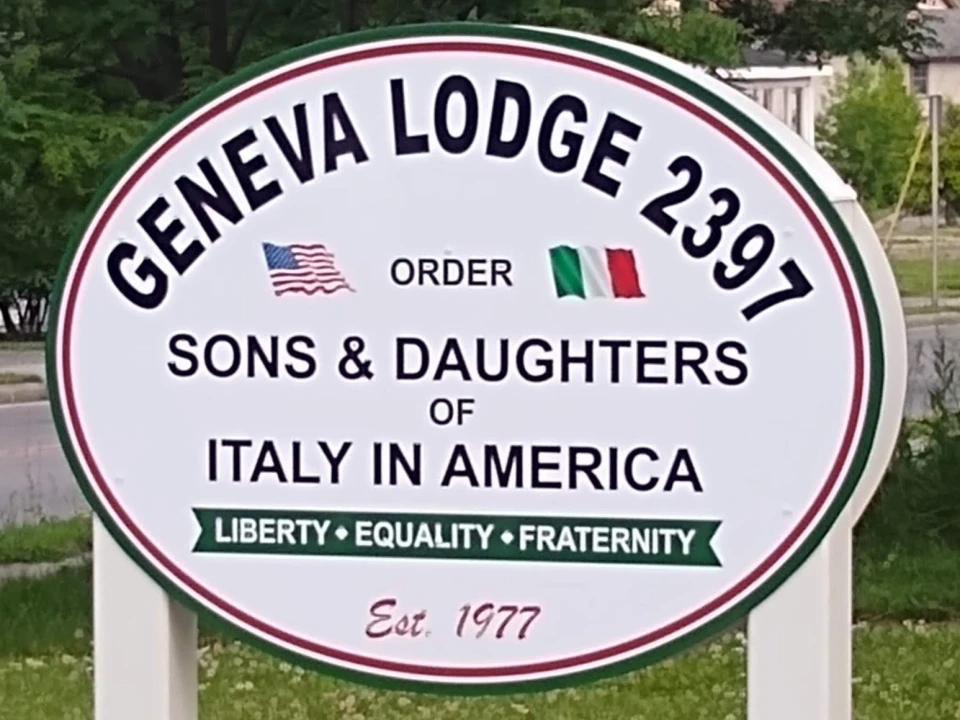 GENEVA LODGE 2397
ORDER
SONS & DAUGHTERS
OF
ITALY IN AMERICA
LIBERTY • EQUALITY • FRATERNITY
Est. 1977